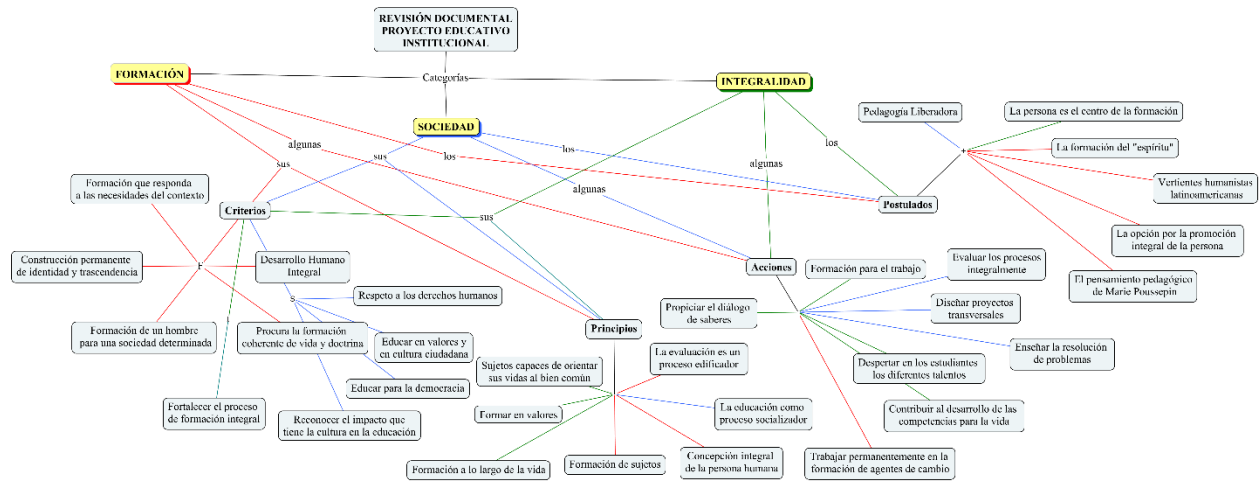 REVISIÓN DOCUMENTAL
PROYECTO EDUCATIVO
INSTITUCIONAL
FORMACIÓN
Categorías
INTEGRALIDAD
SOCIEDAD
Pedagogía Liberadora
La persona es el centro de la formación
algunas
sus
sus
los
los
algunas
los
+
La formación del "espíritu"
Formación que responda
a las necesidades del contexto
algunas
Vertientes humanistas
latinoamericanas
Criterios
sus
Postulados
La opción por la promoción
integral de la persona
Construcción permanente
de identidad y trascendencia
F
Desarrollo Humano
Integral
Acciones
Formación para el trabajo
Evaluar los procesos
integralmente
El pensamiento pedagógico
de Marie Poussepin
s
Respeto a los derechos humanos
Propiciar el diálogo
de saberes
Diseñar proyectos
transversales
Formación de un hombre
para una sociedad determinada
Procura la formación
coherente de vida y doctrina
Educar en valores y
en cultura ciudadana
Principios
Enseñar la resolución
de problemas
Sujetos capaces de orientar
sus vidas al bien común
La evaluación es un
proceso edificador
Despertar en los estudiantes
los diferentes talentos
Educar para la democracia
Fortalecer el proceso
de formación integral
Reconocer el impacto que
tiene la cultura en la educación
Formar en valores
La educación como
proceso socializador
Contribuir al desarrollo de las
competencias para la vida
Formación a lo largo de la vida
Formación de sujetos
Concepción integral
de la persona humana
Trabajar permanentemente en la
formación de agentes de cambio